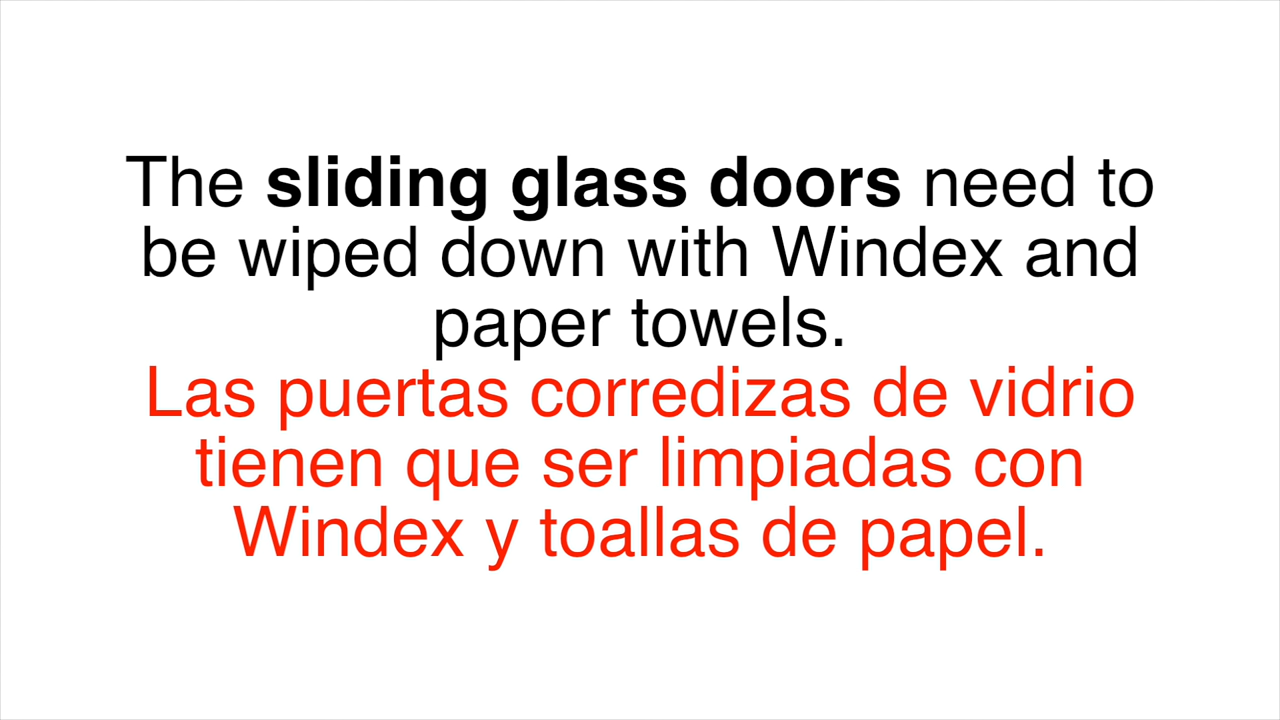 The sliding glass doors need to
be wiped down with Windex and
paper towels.
Las puertas corredizas de vidrio
tienen que ser limpiadas con
Windex y toallas de papel.